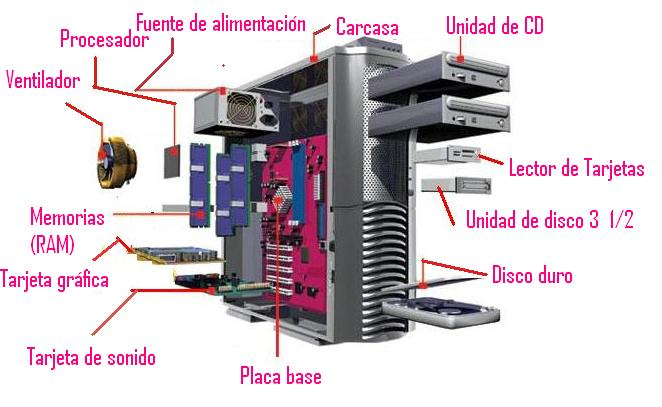 Fuente de alimentación
Procesador
Carcasa
Unidad de CD
Ventilador
Lector de Tarjetas
Memorias
(RAM)
Unidad de disco 3 1/2
Tarjeta gráfica
Disco duro
Tarjeta de sonido
Placa base